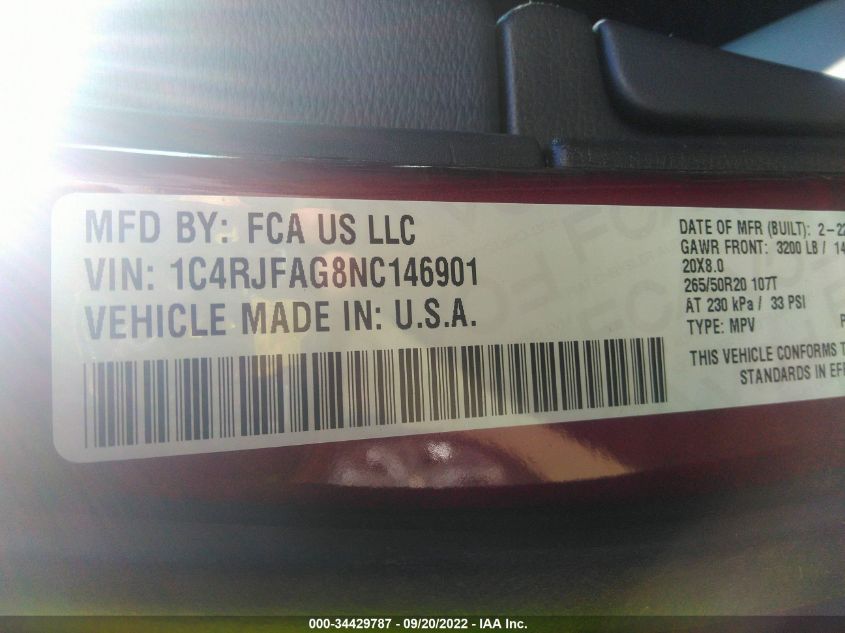 MFD BY: FCA US LLC
VIN: 1C4RJFAG8NC146901
VEHICLE MADE IN: U.S.A.
DATE OF MFR (BUILT): 2-22
GAWR FRONT: 3200 LB / 14
20X8.0
265/50R20 107T
AT 230 kPa / 33 PSI
TYPE: MPV
THIS VEHICLE CONFORMS T
STANDARDS IN EF
000-34429787 - 09/20/2022 - IAA Inc.